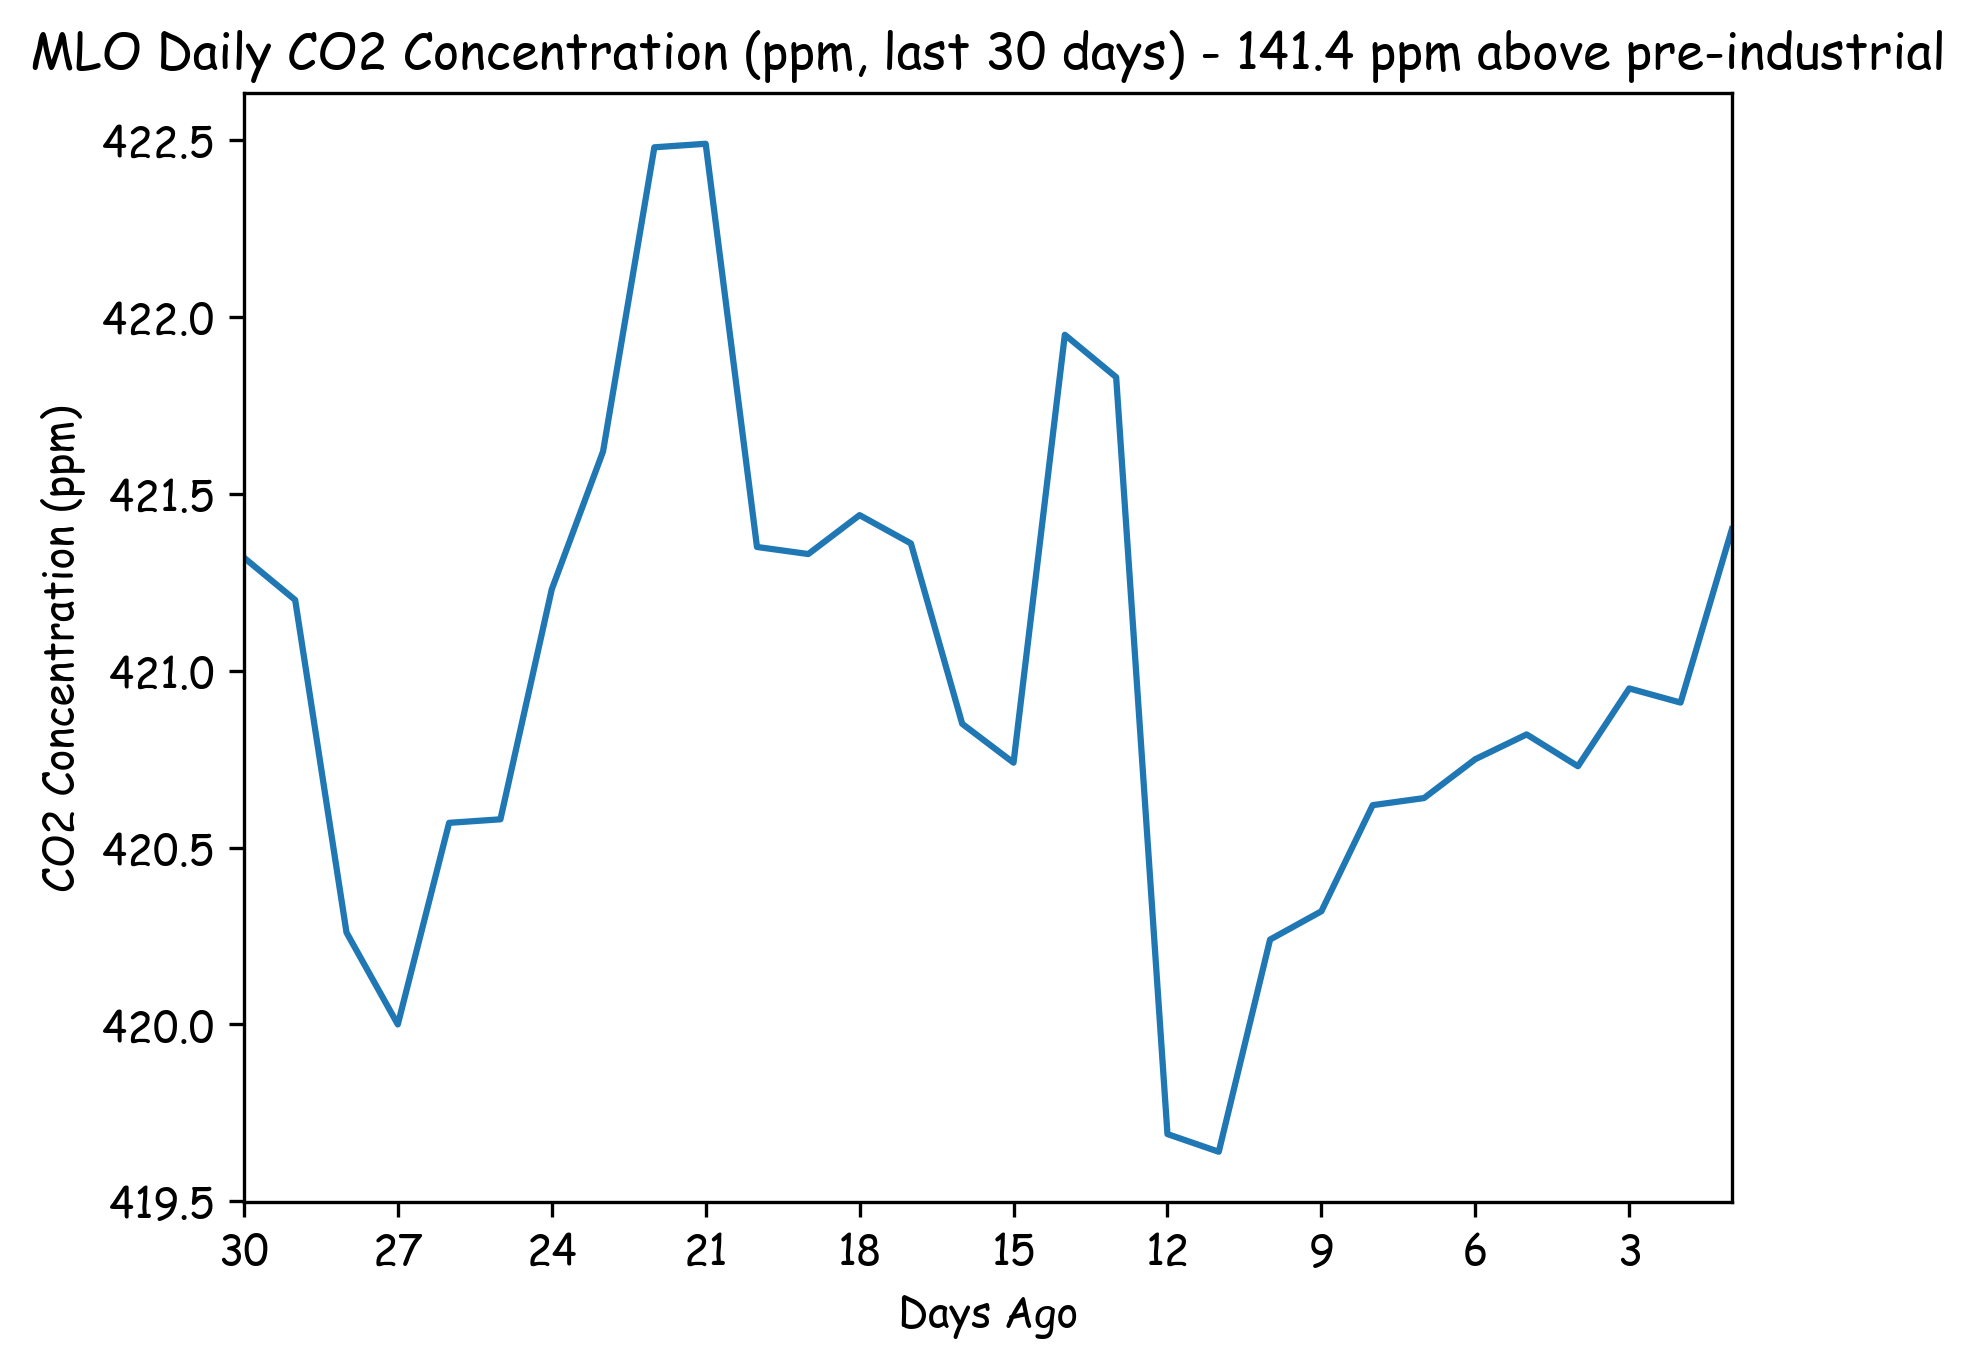 MLO Daily CO2 Concentration (ppm, last 30 days) - 141.4 ppm above pre-industrial
CO2 Concentration (ppm)
422.5
422.0
421.5
421.0
420.5
420.0
419.5
30 27 24 21 18 15 12 9 6 3
Days Ago